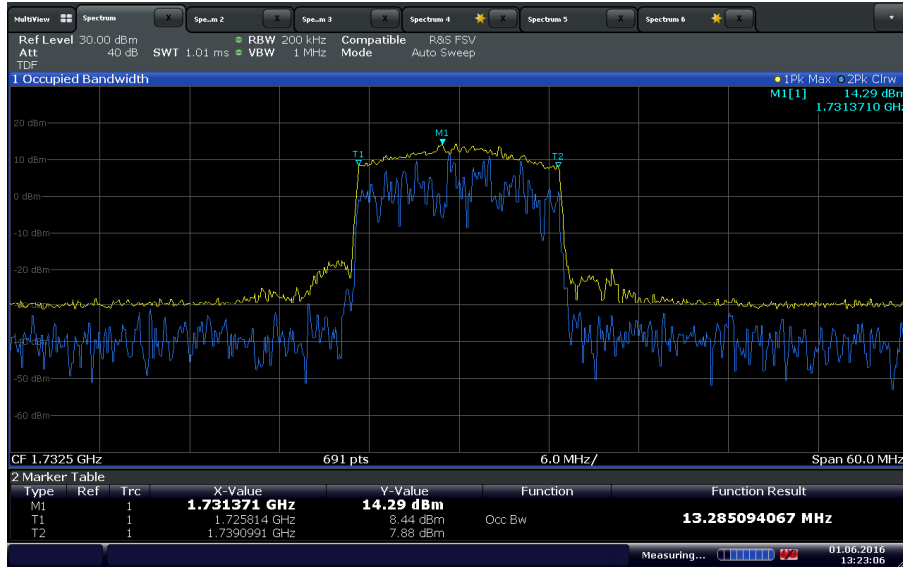 MultiView Spectrum X Spe...m 2 X Spe...m 3 X Spectrum 4 X Spectrum 5 X Spectrum 6 X
Ref Level 30.00 dBm RBW 200 kHz Compatible R&S FSV
Att 40 dB SWT 1.01 ms VBW 1 MHz Mode Auto Sweep
TDF
1 Occupied Bandwidth 1Pk Max 2Pk Clrw
M1[1] 14.29 dBm
1.7313710 GHz
20 dBm
M1
T1 T2
10 dBm
0 dBm
-10 dBm
-20 dBm
-30 dBm
-50 dBm
-60 dBm
CF 1.7325 GHz 691 pts 6.0 MHz/ Span 60.0 MHz
2 Marker Table
Type Ref Trc X-Value Y-Value Function Function Result
M1 1 1.731371 GHz 14.29 dBm
T1 1 1.725814 GHz 8.44 dBm Occ Bw 13.285094067 MHz
T2 1 1.7390991 GHz 7.88 dBm
Measuring... 01.06.2016
13:23:06